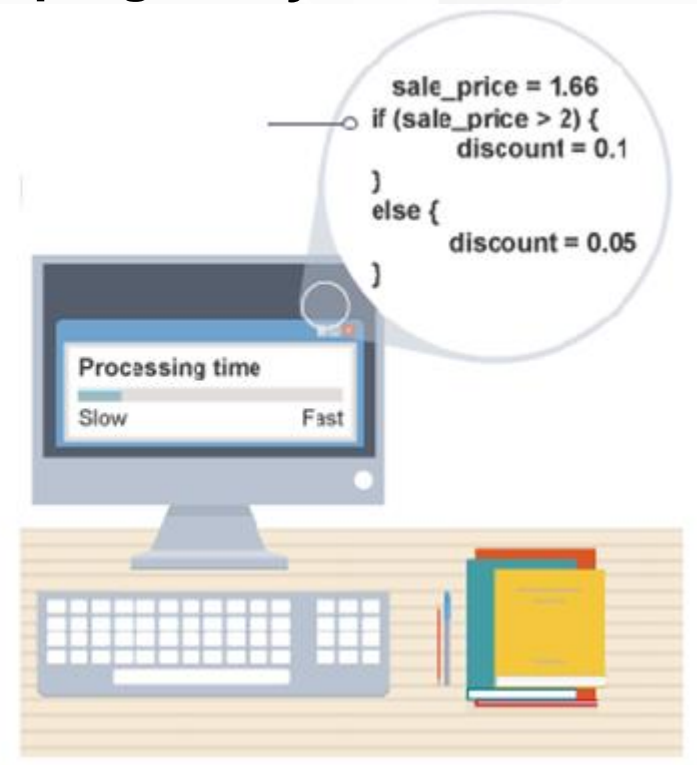 sale_price = 1.66
if (sale_price > 2) {
discount = 0.1
}
else {
discount = 0.05
}
Processing time
Slow Fast